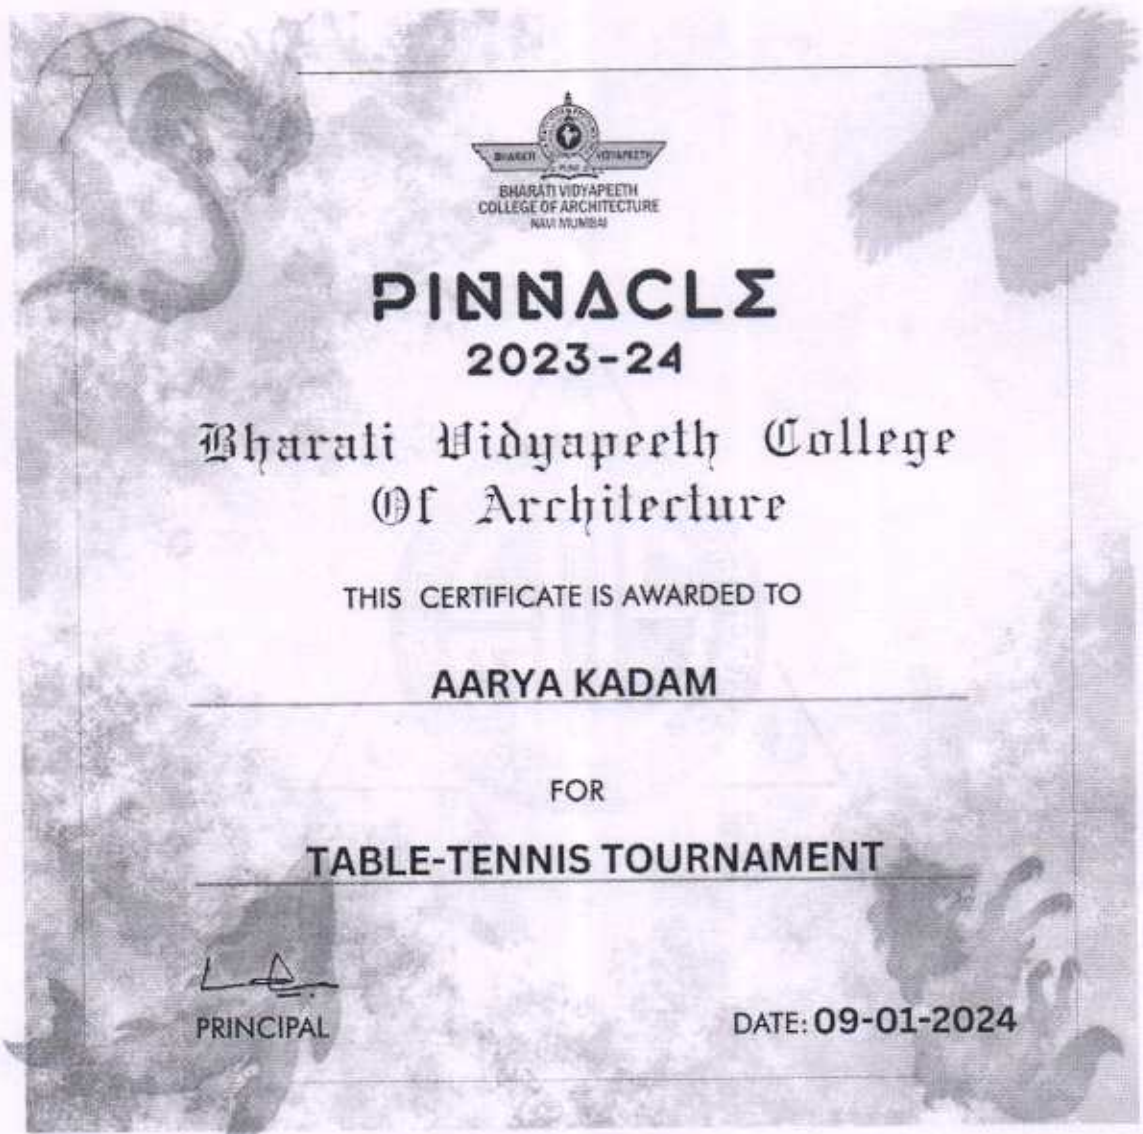 BHARATI VIDYAPEETH
PUNE
BHARATI VIDYAPEETH
COLLEGE OF ARCHITECTURE
NAVI MUMBAI
PINNACLE
2023-24
Bharati Vidyapeeth College
Of Architecture
THIS CERTIFICATE IS AWARDED TO
AARYA KADAM
FOR
TABLE-TENNIS TOURNAMENT
PRINCIPAL
DATE: 09-01-2024